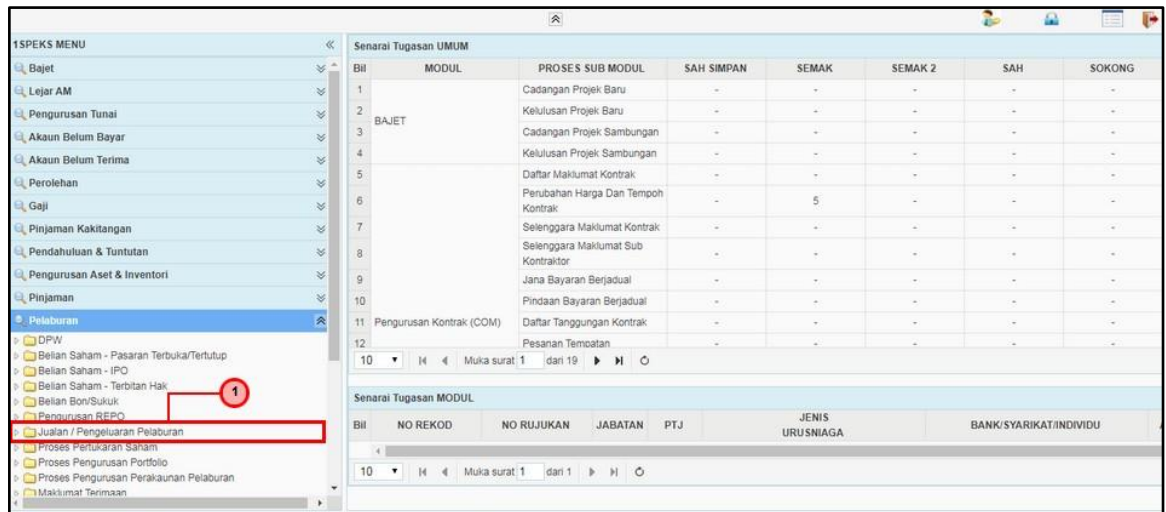 1SPEKS MENU
Bajet
Lejar AM
Pengurusan Tunai
Akaun Belum Bayar
Akaun Belum Terima
Perolehan
Gaji
Pinjaman Kakitangan
Pendahuluan & Tuntutan
Pengurusan Aset & Inventori
Pinjaman
Pelaburan
DPW
Belian Saham - Pasaran Terbuka/Tertutup
Belian Saham - IPO
Belian Saham - Terbitan Hak
Belian Bon/Sukuk
Pengurusan REPO
Jualan / Pengeluaran Pelaburan
Proses Pertukaran Saham
Proses Pengurusan Portfolio
Proses Pengurusan Perakaunan Pelaburan
Maklumat Terimaan
1
Senarai Tugasan UMUM
Bil MODUL PROSES SUB MODUL SAH SIMPAN SEMAK SEMAK 2 SAH SOKONG
1 Cadangan Projek Baru - - - - -
2 Kelulusan Projek Baru - - - - -
BAJET
3 Cadangan Projek Sambungan - - - - -
4 Kelulusan Projek Sambungan - - - - -
5 Daftar Maklumat Kontrak - - - - -
6 Perubahan Harga Dan Tempoh - 5 - - -
Kontrak
7 Selenggara Maklumat Kontrak - - - - -
8 Selenggara Maklumat Sub - - - - -
Kontraktor
9 Jana Bayaran Berjadual - - - - -
10 Pindaan Bayaran Berjadual - - - - -
11 Pengurusan Kontrak (COM) Daftar Tanggungan Kontrak - - - - -
12 Pesanan Tempatan - - - - -
10 Muka surat 1 dari 19
Senarai Tugasan MODUL
Bil NO REKOD NO RUJUKAN JABATAN PTJ JENIS URUSNIAGA BANK/SYARIKAT/INDIVIDU
10 Muka surat 1 dari 1